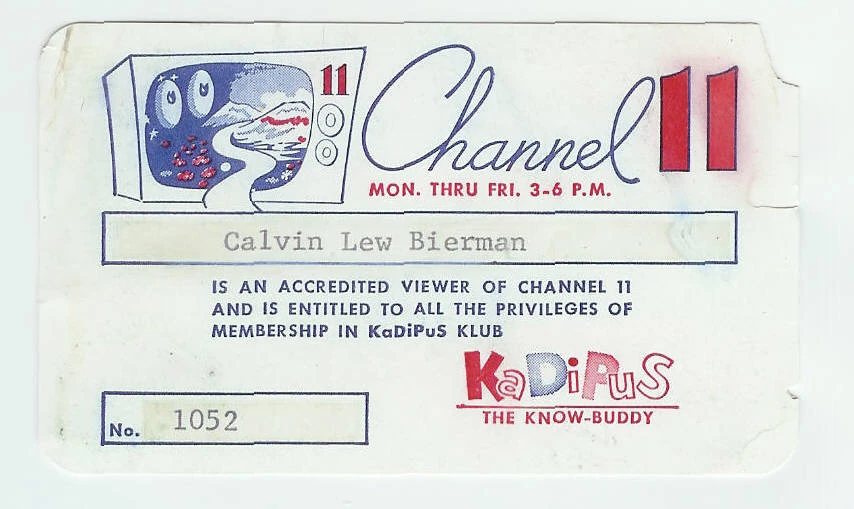 11
Channel 11
MON. THRU FRI. 3-6 P.M.
Calvin Lew Bierman
IS AN ACCREDITED VIEWER OF CHANNEL 11
AND IS ENTITLED TO ALL THE PRIVILEGES OF
MEMBERSHIP IN KaDiPuS KLUB
KaDiPuS
THE KNOW-BUDDY
No. 1052